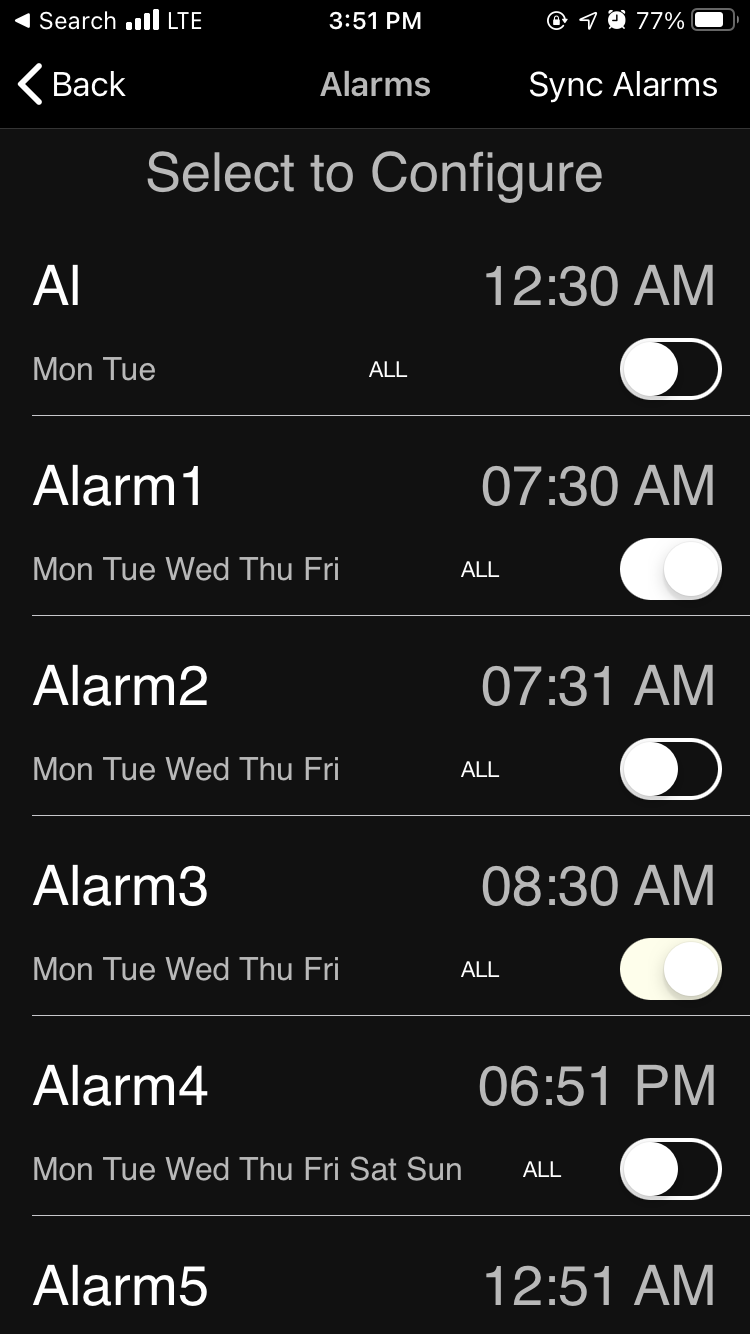 Search LTE 3:51 PM 77%
Back Alarms Sync Alarms
Select to Configure
Al 12:30 AM
Mon Tue ALL
Alarm1 07:30 AM
Mon Tue Wed Thu Fri ALL
Alarm2 07:31 AM
Mon Tue Wed Thu Fri ALL
Alarm3 08:30 AM
Mon Tue Wed Thu Fri ALL
Alarm4 06:51 PM
Mon Tue Wed Thu Fri Sat Sun ALL
Alarm5 12:51 AM